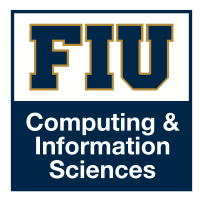 FIU
Computing &
Information
Sciences